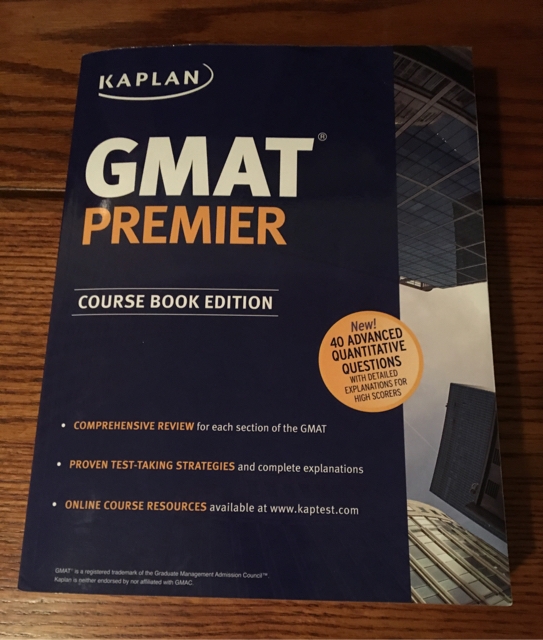 KAPLAN
GMAT®
PREMIER
COURSE BOOK EDITION
New!
40 ADVANCED
QUANTITATIVE
QUESTIONS
WITH DETAILED
EXPLANATIONS FOR
HIGH SCORERS
• COMPREHENSIVE REVIEW for each section of the GMAT
• PROVEN TEST-TAKING STRATEGIES and complete explanations
• ONLINE COURSE RESOURCES available at www.kaptest.com
GMAT™ is a registered trademark of the Graduate Management Admission Council™.
Kaplan is neither endorsed by nor affiliated with GMAC.